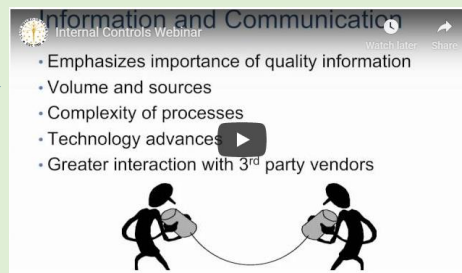 Information and Communication
Internal Controls Webinar
Watch later
Share
• Emphasizes importance of quality information
• Volume and sources
• Complexity of processes
• Technology advances
• Greater interaction with 3rd party vendors